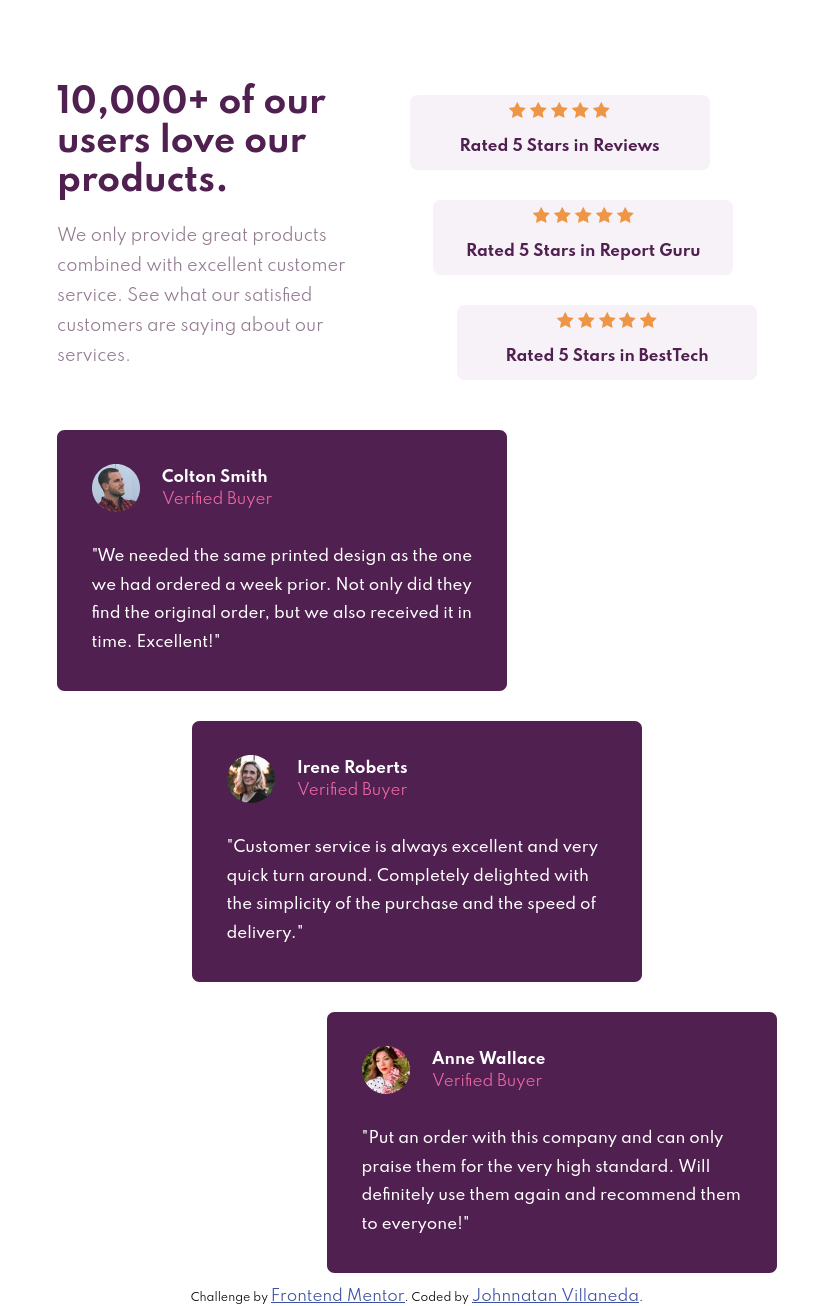 10,000+ of our
users love our
products.
We only provide great products
combined with excellent customer
service. See what our satisfied
customers are saying about our
services.
Rated 5 Stars in Reviews
Rated 5 Stars in Report Guru
Rated 5 Stars in BestTech
Colton Smith
Verified Buyer
"We needed the same printed design as the one
we had ordered a week prior. Not only did they
find the original order, but we also received it in
time. Excellent!"
Irene Roberts
Verified Buyer
"Customer service is always excellent and very
quick turn around. Completely delighted with
the simplicity of the purchase and the speed of
delivery."
Anne Wallace
Verified Buyer
"Put an order with this company and can only
praise them for the very high standard. Will
definitely use them again and recommend them
to everyone!"
Challenge by Frontend Mentor. Coded by Johnnatan Villaneda.